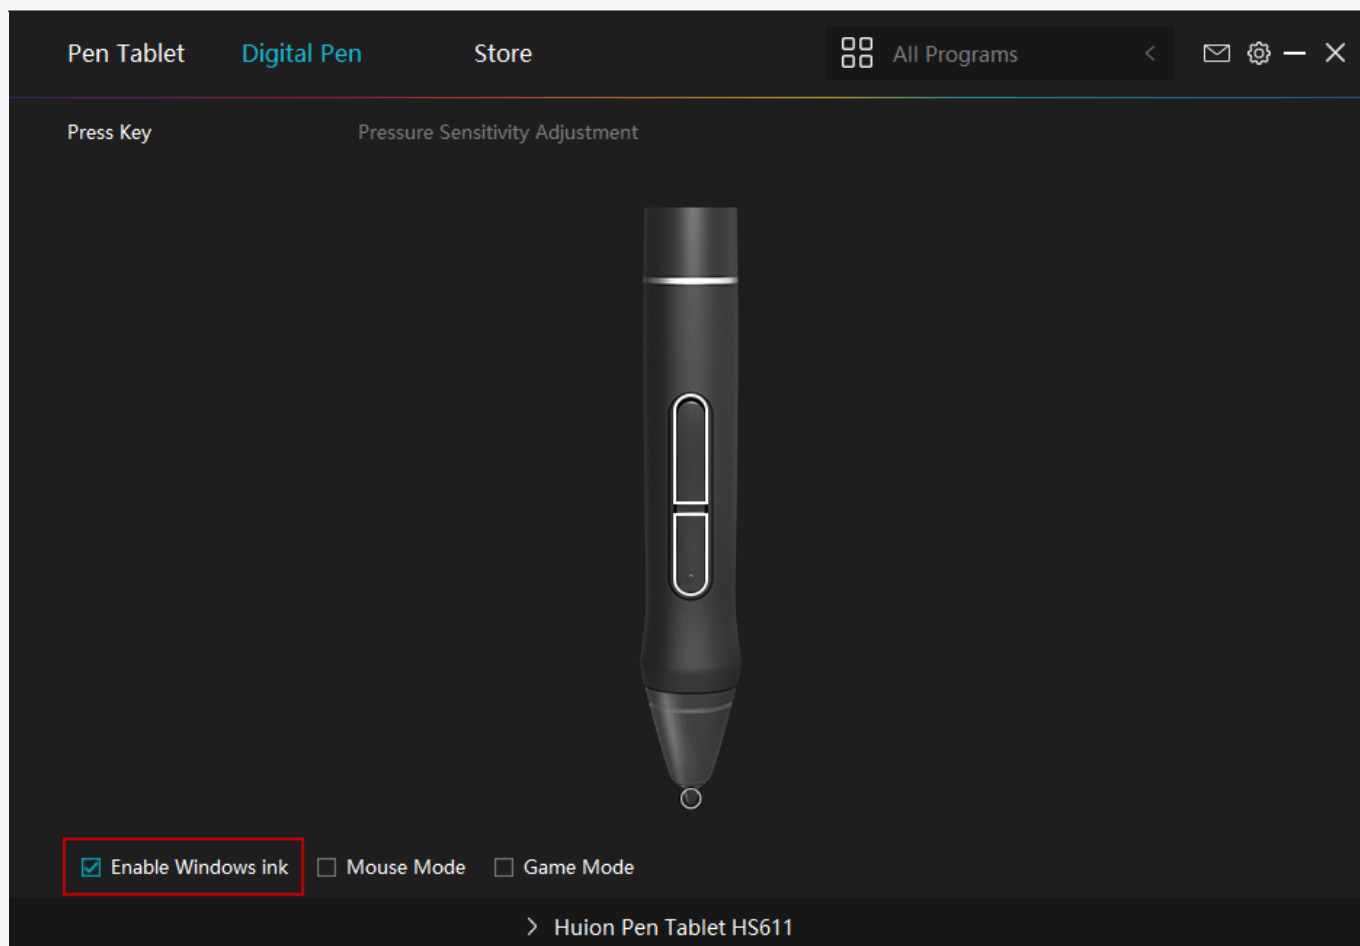 Pen Tablet Digital Pen Store All Programs
Press Key Pressure Sensitivity Adjustment
Enable Windows ink Mouse Mode Game Mode
Huion Pen Tablet HS611